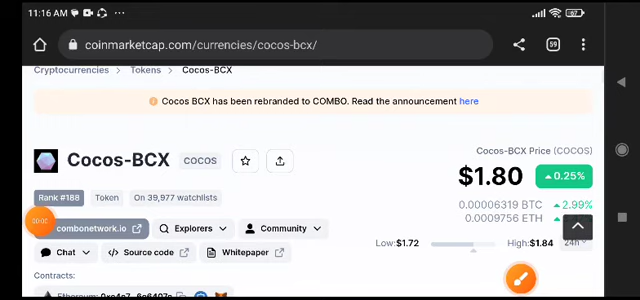 11:16 AM
67
coinmarketcap.com/currencies/cocos-bcx/
59
Cryptocurrencies > Tokens > Cocos-BCX
Cocos BCX has been rebranded to COMBO. Read the announcement here
Cocos-BCX Price (COCOS)
Cocos-BCX COCOS
$1.80 0.25%
Rank #188 Token On 39,977 watchlists
0.00006319 BTC 2.99%
0.0009756 ETH
combonetwork.io Explorers Community
Low:$1.72 High:$1.84 24h
Chat Source code Whitepaper
Contracts: